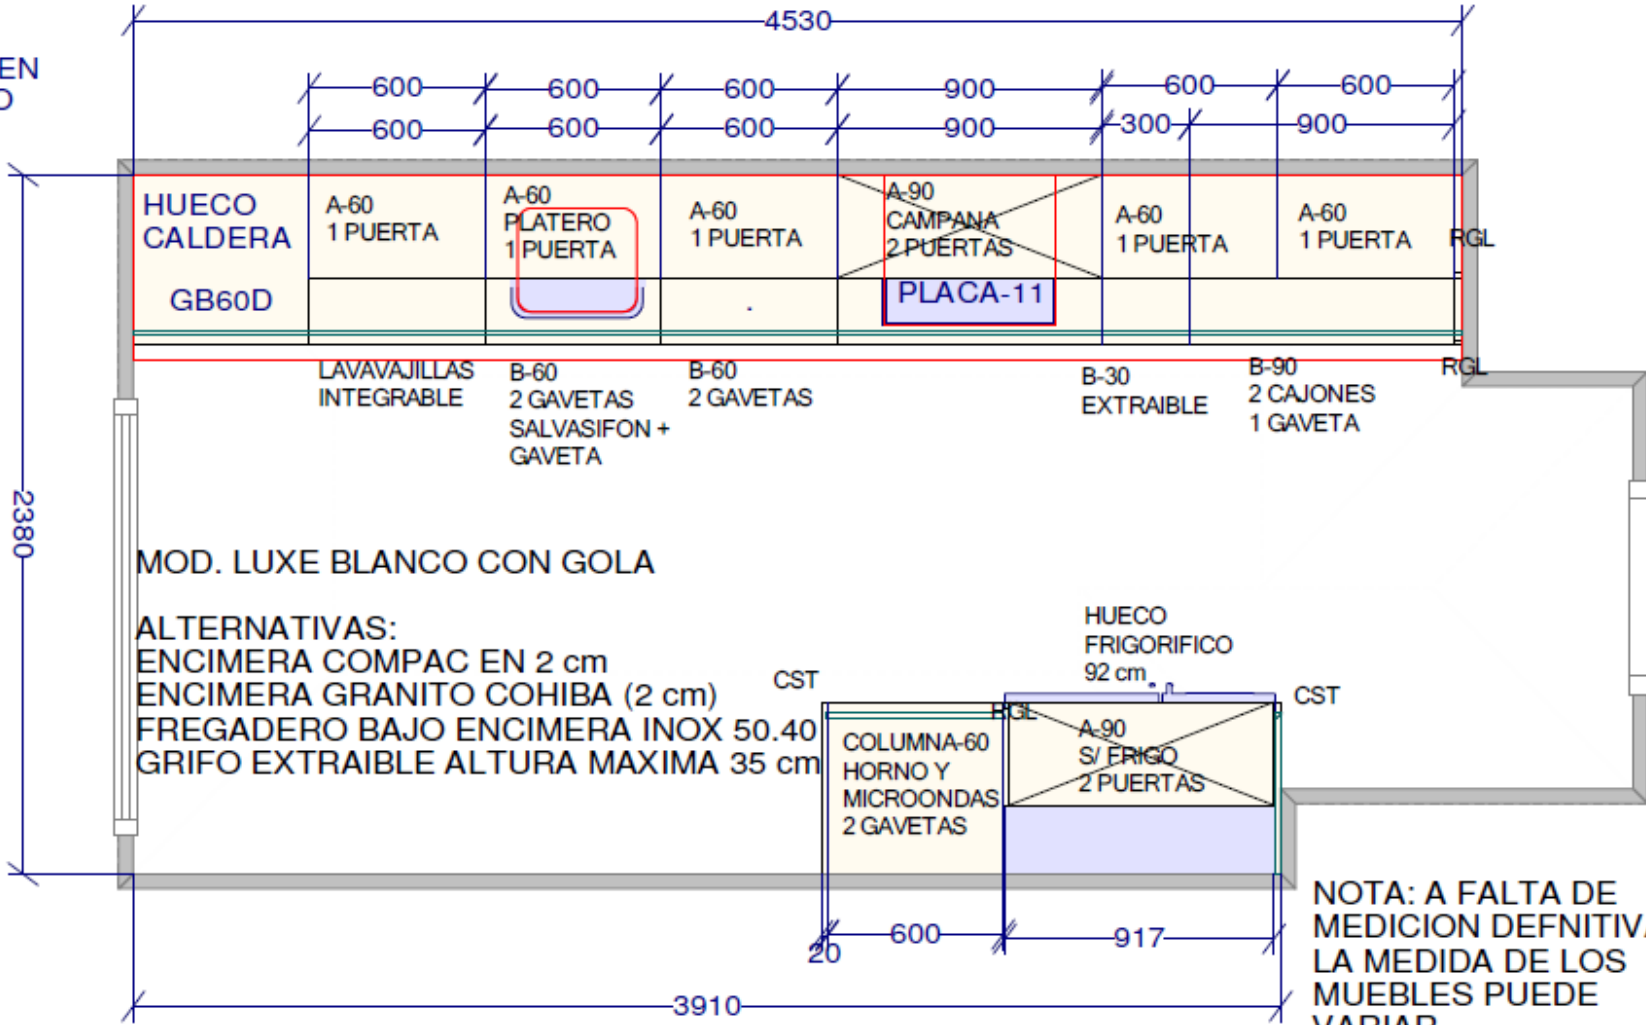 4530
EN
600
600
600
900
600
600
600
600
600
900
300
900
HUECO
CALDERA
GB60D
A-60
1 PUERTA
A-60
PLATERO
1 PUERTA
A-60
1 PUERTA
A-90
CAMPANA
2 PUERTAS
PLACA-11
A-60
1 PUERTA
A-60
1 PUERTA
RGL
LAVAVAJILLAS
INTEGRABLE
B-60
2 GAVETAS
SALVASIFON +
GAVETA
B-60
2 GAVETAS
B-30
EXTRAIBLE
B-90
2 CAJONES
1 GAVETA
RGL
2380
MOD. LUXE BLANCO CON GOLA
ALTERNATIVAS:
ENCIMERA COMPAC EN 2 cm
ENCIMERA GRANITO COHIBA (2 cm)
FREGADERO BAJO ENCIMERA INOX 50.40
GRIFO EXTRAIBLE ALTURA MAXIMA 35 cm
HUECO
FRIGORIFICO
92 cm
CST
CST
RGL
COLUMNA-60
HORNO Y
MICROONDAS
2 GAVETAS
A-90
S/ FRIGO
2 PUERTAS
20
600
917
3910
NOTA: A FALTA DE
MEDICION DEFNITIVA
LA MEDIDA DE LOS
MUEBLES PUEDE
VARIAR